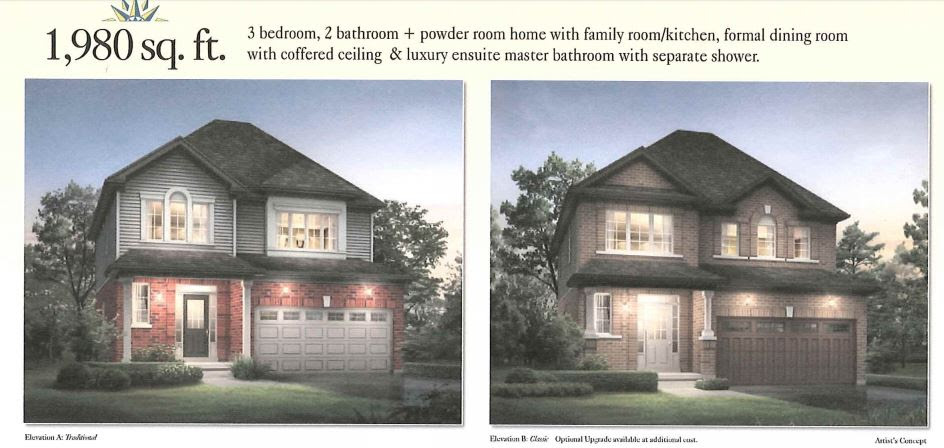 1,980 sq. ft.
3 bedroom, 2 bathroom + powder room home with family room/kitchen, formal dining room
with coffered ceiling & luxury ensuite master bathroom with separate shower.
Elevation A: Traditional
Elevation B: Classic Optional Upgrade available at additional cost.
Artist's Concept